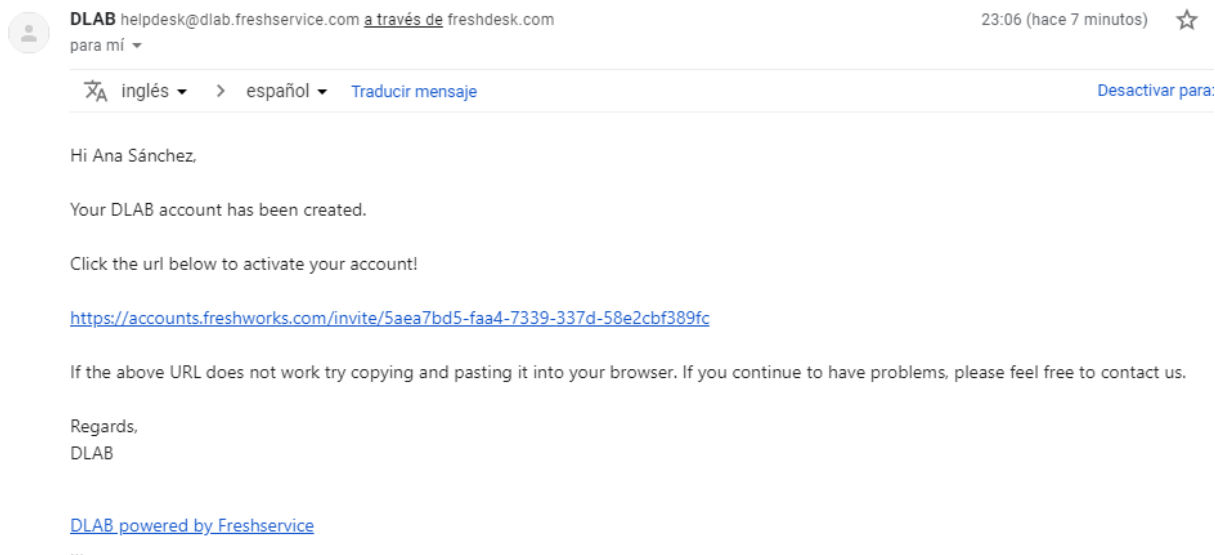 DLAB helpdesk@dlab.freshservice.com a través de freshdesk.com 23:06 (hace 7 minutos)
para mí
inglés > español Traducir mensaje Desactivar para:
Hi Ana Sánchez,
Your DLAB account has been created.
Click the url below to activate your account!
https://accounts.freshworks.com/invite/5aea7bd5-faa4-7339-337d-58e2cbf389fc
If the above URL does not work try copying and pasting it into your browser. If you continue to have problems, please feel free to contact us.
Regards,
DLAB
DLAB powered by Freshservice
...